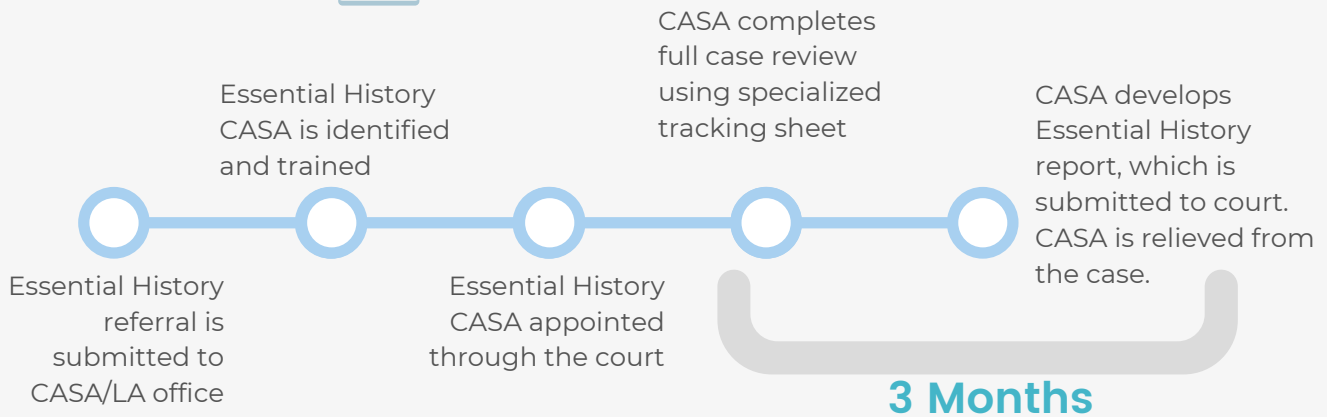 Essential History
referral is
submitted to
CASA/LA office
Essential History
CASA is identified
and trained
Essential History
CASA appointed
through the court
CASA completes
full case review
using specialized
tracking sheet
CASA develops
Essential History
report, which is
submitted to court.
CASA is relieved from
the case.
3 Months